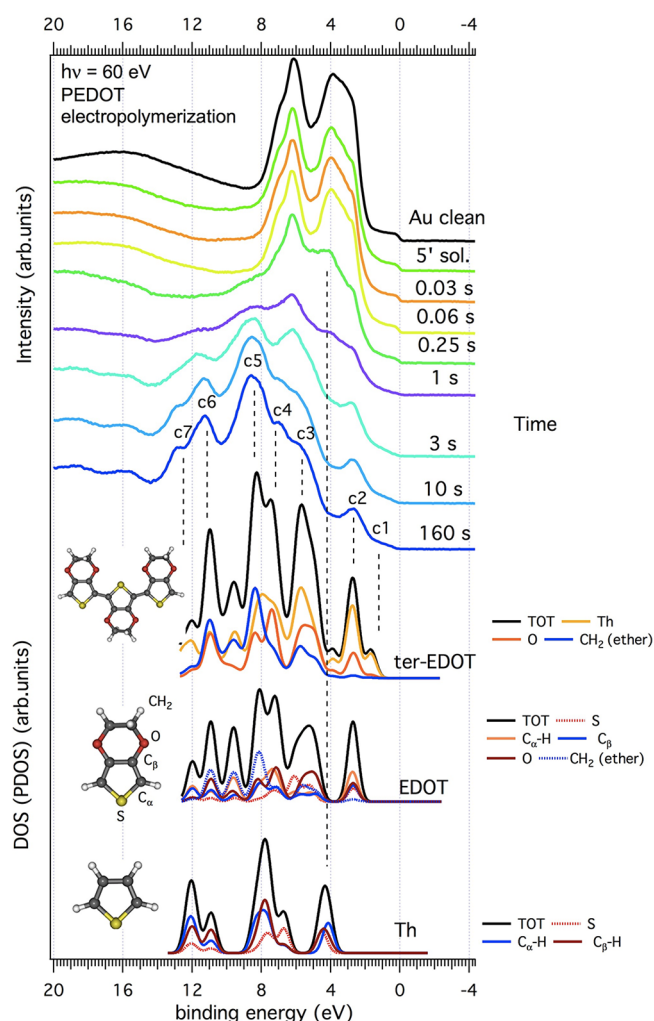 20 16 12 8 4 0 -4
hν = 60 eV
PEDOT
electropolymerization
Au clean
5' sol.
0.03 s
0.06 s
0.25 s
1 s
3 s
10 s
160 s
Time
c7
c6
c5
c4
c3
c2
c1
Intensity (arb.units)
ter-EDOT
TOT Th
O CH₂ (ether)
DOS (PDOS) (arb.units)
CH₂
O
Cβ
Cα
S
EDOT
TOT S
Cα-H Cβ
O CH₂ (ether)
Th
TOT S
Cα-H Cβ-H
20 16 12 8 4 0 -4
binding energy (eV)